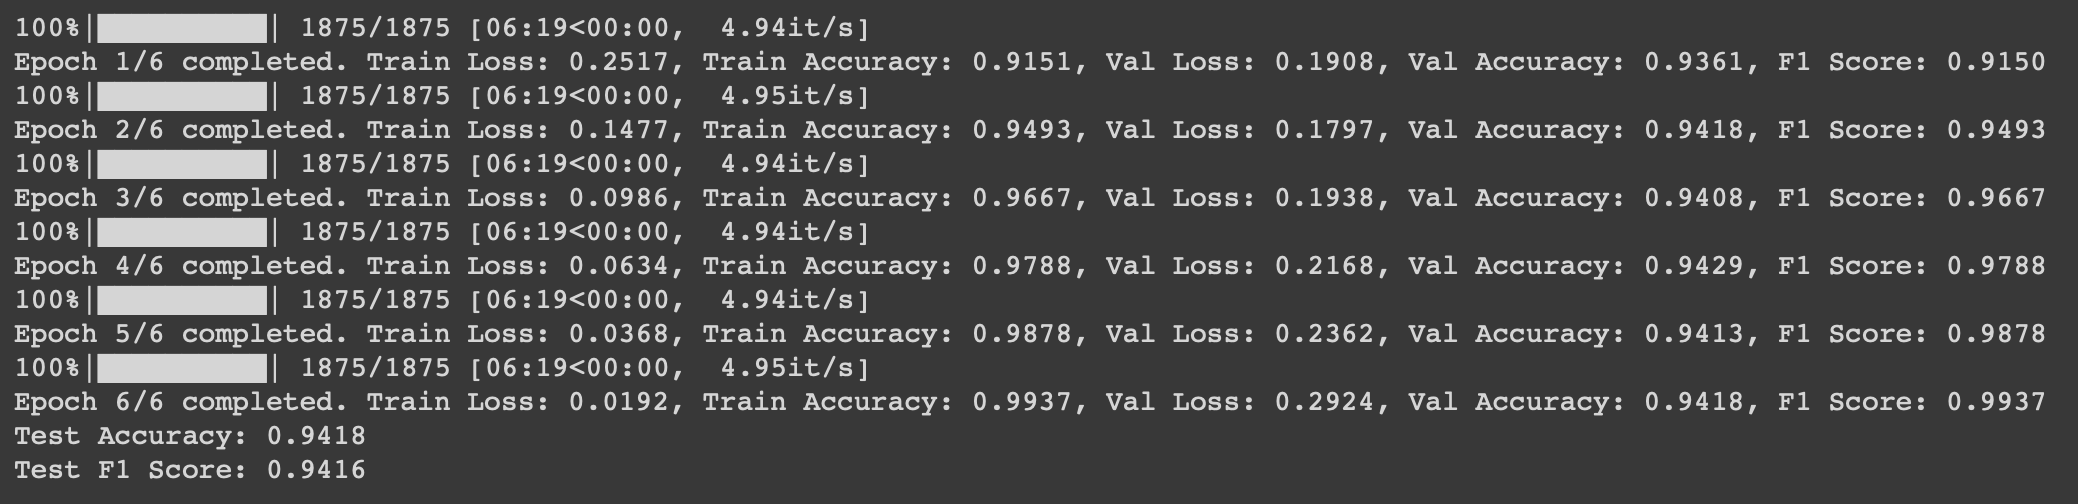 100%|██████████| 1875/1875 [06:19<00:00,  4.94it/s]
Epoch 1/6 completed. Train Loss: 0.2517, Train Accuracy: 0.9151, Val Loss: 0.1908, Val Accuracy: 0.9361, F1 Score: 0.9150
100%|██████████| 1875/1875 [06:19<00:00,  4.95it/s]
Epoch 2/6 completed. Train Loss: 0.1477, Train Accuracy: 0.9493, Val Loss: 0.1797, Val Accuracy: 0.9418, F1 Score: 0.9493
100%|██████████| 1875/1875 [06:19<00:00,  4.94it/s]
Epoch 3/6 completed. Train Loss: 0.0986, Train Accuracy: 0.9667, Val Loss: 0.1938, Val Accuracy: 0.9408, F1 Score: 0.9667
100%|██████████| 1875/1875 [06:19<00:00,  4.94it/s]
Epoch 4/6 completed. Train Loss: 0.0634, Train Accuracy: 0.9788, Val Loss: 0.2168, Val Accuracy: 0.9429, F1 Score: 0.9788
100%|██████████| 1875/1875 [06:19<00:00,  4.94it/s]
Epoch 5/6 completed. Train Loss: 0.0368, Train Accuracy: 0.9878, Val Loss: 0.2362, Val Accuracy: 0.9413, F1 Score: 0.9878
100%|██████████| 1875/1875 [06:19<00:00,  4.95it/s]
Epoch 6/6 completed. Train Loss: 0.0192, Train Accuracy: 0.9937, Val Loss: 0.2924, Val Accuracy: 0.9418, F1 Score: 0.9937
Test Accuracy: 0.9418
Test F1 Score: 0.9416